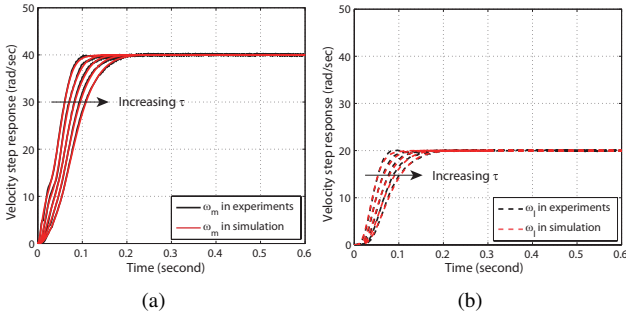 Velocity step response (rad/sec)
50
40
30
20
10
0
Increasing τ
ω_m in experiments
ω_m in simulation
0 0.1 0.2 0.3 0.4 0.5 0.6
Time (second)
(a)
Velocity step response (rad/sec)
50
40
30
20
10
0
Increasing τ
ω_l in experiments
ω_l in simulation
0 0.1 0.2 0.3 0.4 0.5 0.6
Time (second)
(b)